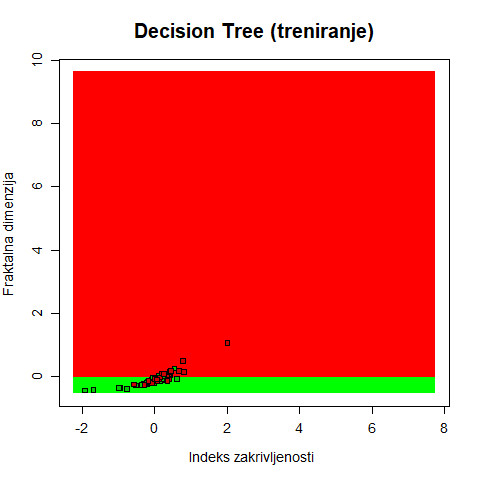 Decision Tree (treniranje)
Fraktalna dimenzija
10
8
6
4
2
0
-2 0 2 4 6 8
Indeks zakrivljenosti